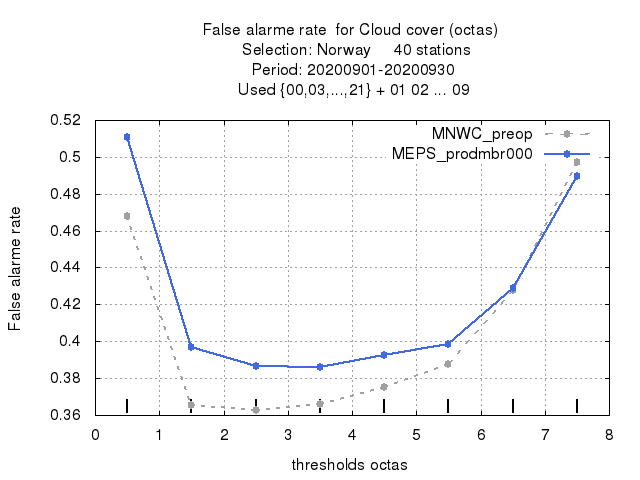 False alarme rate  for Cloud cover (octas)
Selection: Norway     40 stations
Period: 20200901-20200930
Used {00,03,...,21} + 01 02 ... 09
MNWC_preop
MEPS_prodmbr000
False alarme rate
0.52
0.5
0.48
0.46
0.44
0.42
0.4
0.38
0.36
0 1 2 3 4 5 6 7 8
thresholds octas